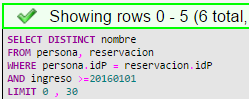 Showing rows 0 - 5 (6 total,
SELECT DISTINCT nombre
FROM persona, reservacion
WHERE persona.idP = reservacion.idP
AND ingreso >=20160101
LIMIT 0 , 30